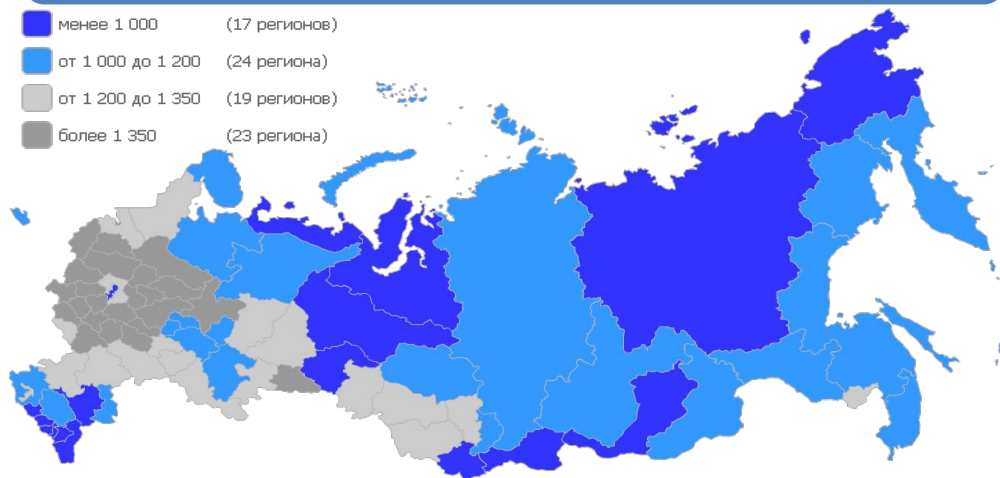 менее 1 000 (17 регионов)
от 1 000 до 1 200 (24 региона)
от 1 200 до 1 350 (19 регионов)
более 1 350 (23 региона)